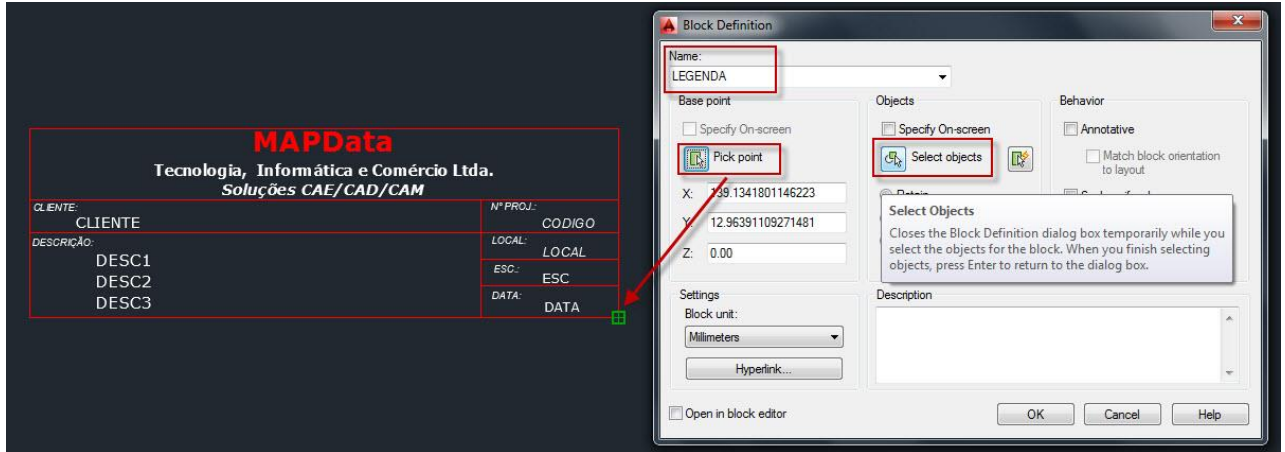 MAPData
Tecnologia, Informática e Comércio Ltda.
Soluções CAE/CAD/CAM
CLIENTE:
CLIENTE
Nº PROJ.:
CODIGO
DESCRIÇÃO:
DESC1
DESC2
DESC3
LOCAL:
LOCAL
ESC.:
ESC
DATA:
DATA
Block Definition
Name:
LEGENDA
Base point
Specify On-screen
Pick point
X: 139.1341801146223
Y: 12.96391109271481
Z: 0.00
Objects
Specify On-screen
Select objects
Behavior
Annotative
Match block orientation
to layout
Select Objects
Closes the Block Definition dialog box temporarily while you
select the objects for the block. When you finish selecting
objects, press Enter to return to the dialog box.
Settings
Block unit:
Millimeters
Hyperlink...
Description
Open in block editor
OK
Cancel
Help